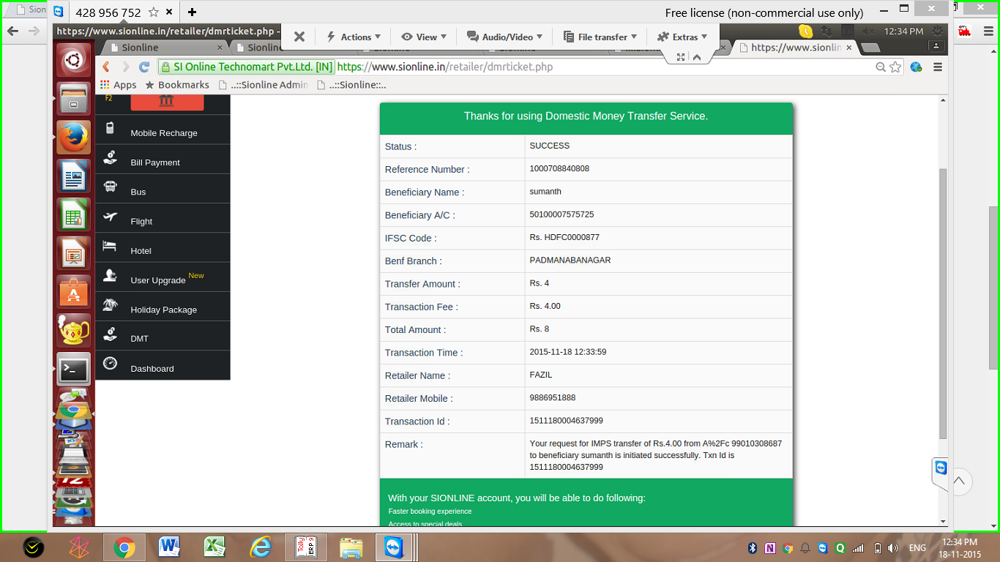 Sion
428 956 752
Free license (non-commercial use only)
https://www.sionline.in/retailer/dmrticket.php -
Actions
View
Audio/Video
File transfer
Extras
12:34 PM
Sionline
Sionline
https://www.sionlin
SI Online Technomart Pvt.Ltd. [IN]
https://www.sionline.in/retailer/dmrticket.php
Apps
Bookmarks
..::Sionline Admin
..::Sionline::..
F2
Mobile Recharge
Bill Payment
Bus
Flight
Hotel
User Upgrade New
Holiday Package
DMT
Dashboard
Thanks for using Domestic Money Transfer Service.
Status : SUCCESS
Reference Number : 1000708840808
Beneficiary Name : sumanth
Beneficiary A/C : 50100007575725
IFSC Code : Rs. HDFC0000877
Benf Branch : PADMANABANAGAR
Transfer Amount : Rs. 4
Transaction Fee : Rs. 4.00
Total Amount : Rs. 8
Transaction Time : 2015-11-18 12:33:59
Retailer Name : FAZIL
Retailer Mobile : 9886951888
Transaction Id : 1511180004637999
Remark : Your request for IMPS transfer of Rs.4.00 from A%2Fc 99010308687
to beneficiary sumanth is initiated successfully. Txn Id is
1511180004637999
With your SIONLINE account, you will be able to do following:
Faster booking experience
Access to special deals
Tally
ERP 9
ENG
12:34 PM
18-11-2015